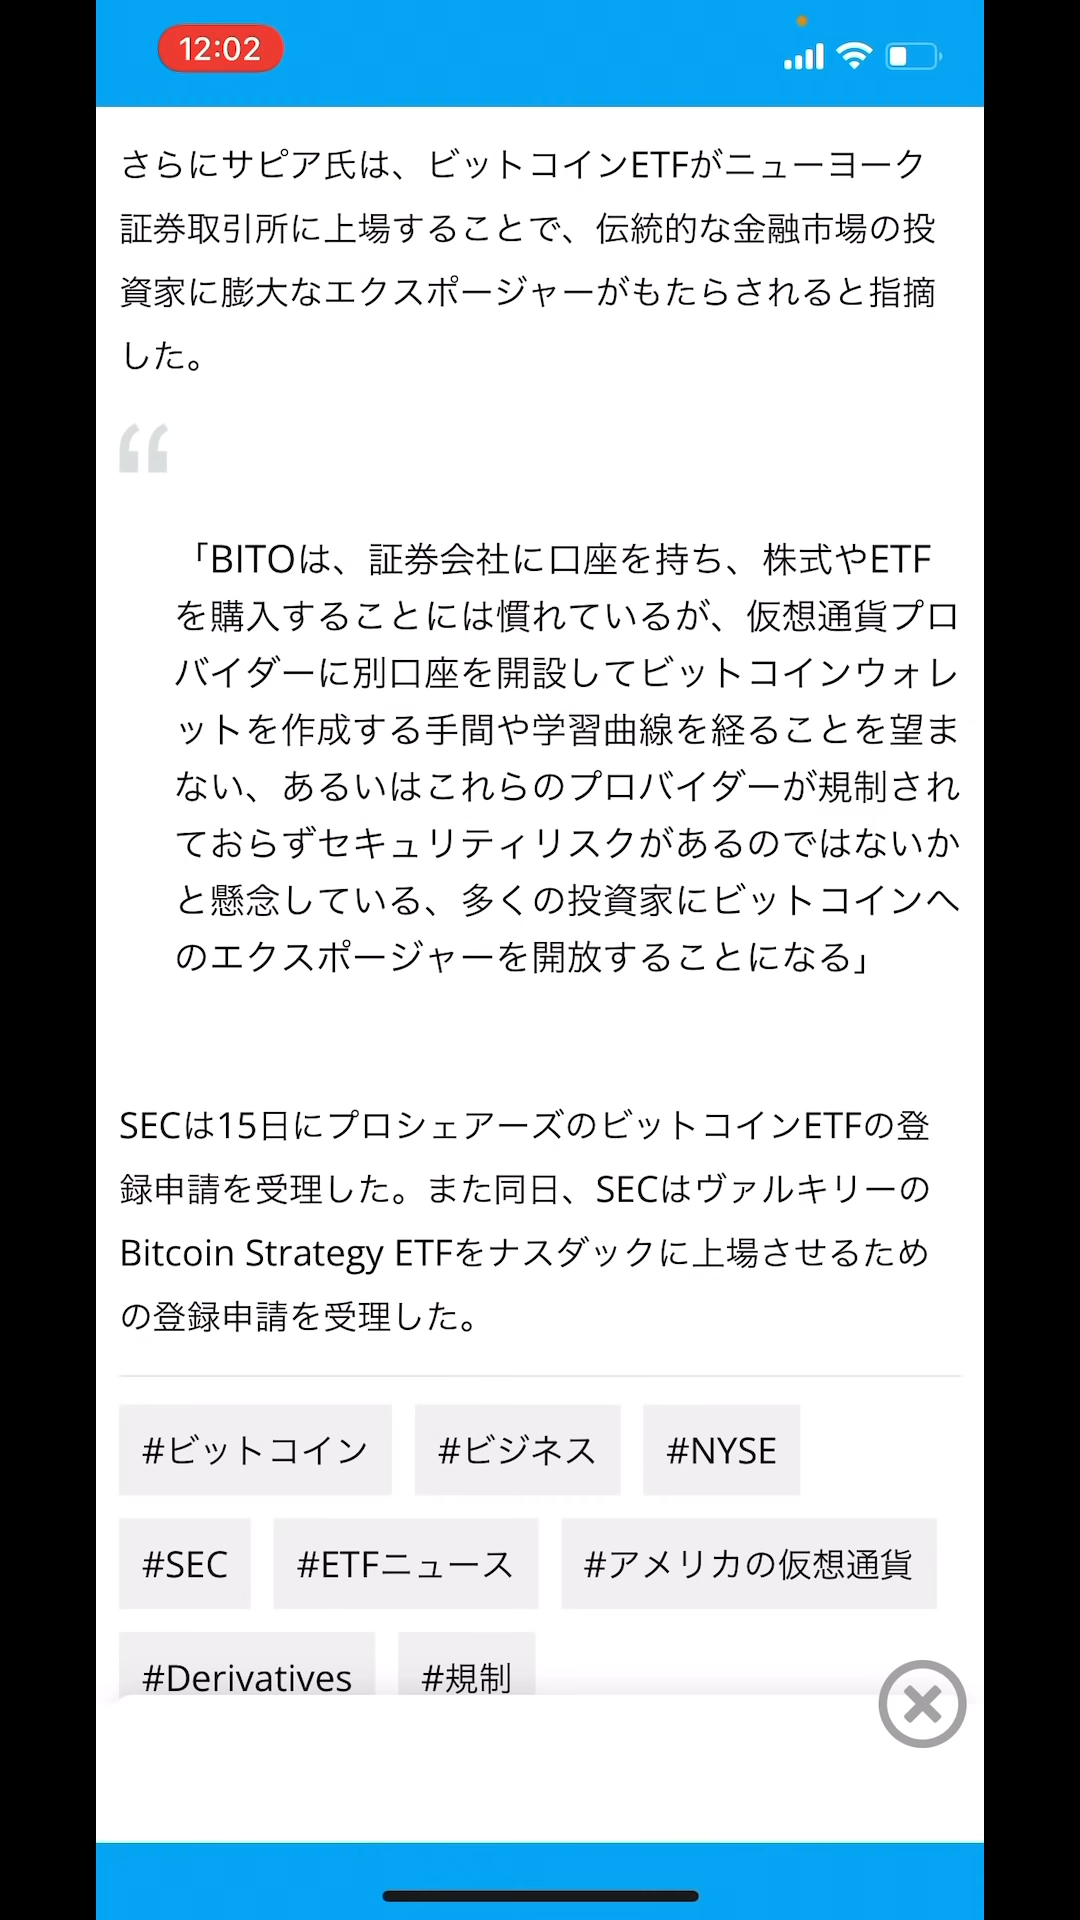 12:02
さらにサピア氏は、ビットコインETFがニューヨーク
証券取引所に上場することで、伝統的な金融市場の投
資家に膨大なエクスポージャーがもたらされると指摘
した。
“
「BITOは、証券会社に口座を持ち、株式やETF
を購入することには慣れているが、仮想通貨プロ
バイダーに別口座を開設してビットコインウォレ
ットを作成する手間や学習曲線を経ることを望ま
ない、あるいはこれらのプロバイダーが規制され
ておらずセキュリティリスクがあるのではないか
と懸念している、多くの投資家にビットコインへ
のエクスポージャーを開放することになる」
SECは15日にプロシェアーズのビットコインETFの登
録申請を受理した。また同日、SECはヴァルキリーの
Bitcoin Strategy ETFをナスダックに上場させるため
の登録申請を受理した。
#ビットコイン #ビジネス #NYSE
#SEC #ETFニュース #アメリカの仮想通貨
#Derivatives #規制